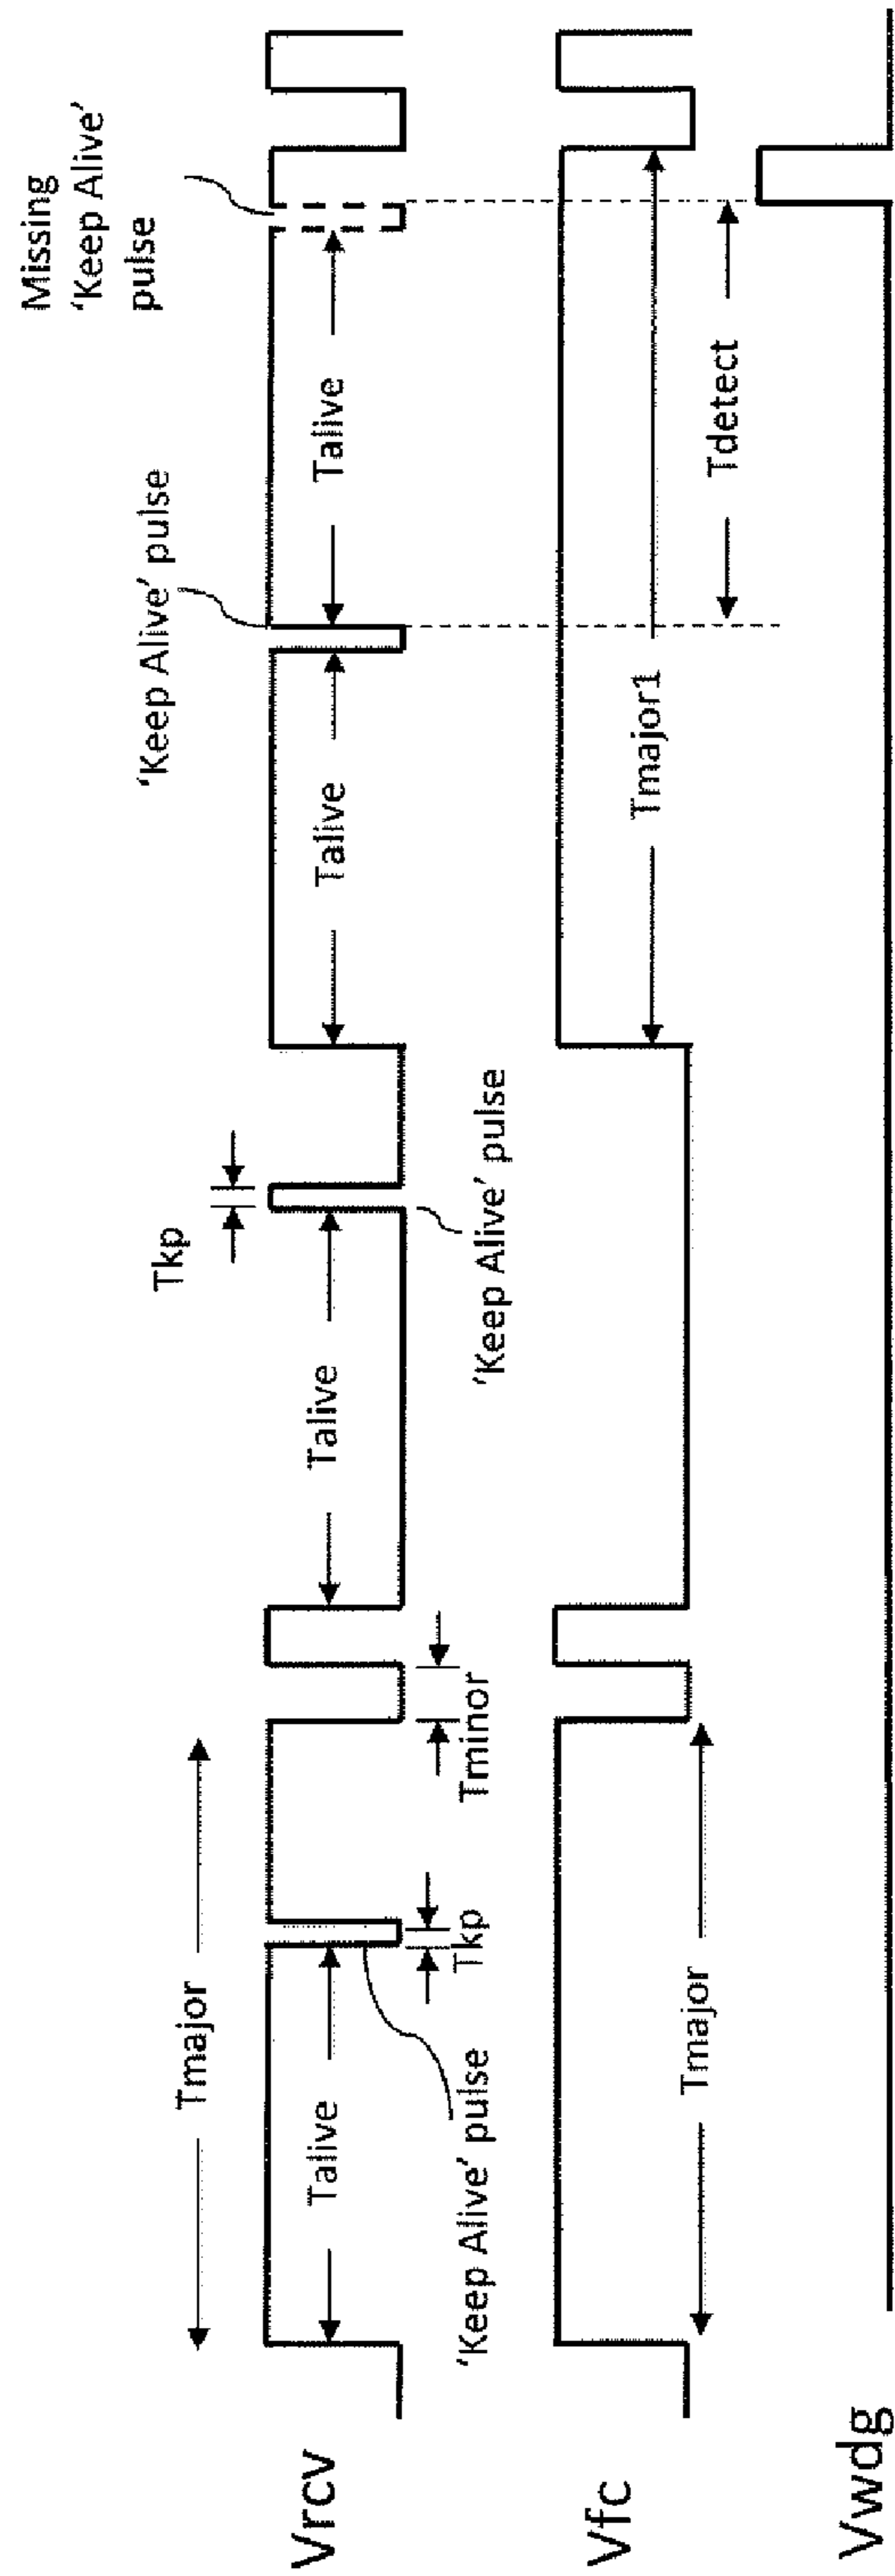 Missing
'Keep Alive'
pulse
'Keep Alive' pulse
Tkp
Tmajor
Vrcv
Talive
Talive
Talive
Talive
'Keep Alive' pulse
Tkp
Tminor
'Keep Alive' pulse
Vfc
Tmajor
Tmajor1
Tdetect
Vwdg